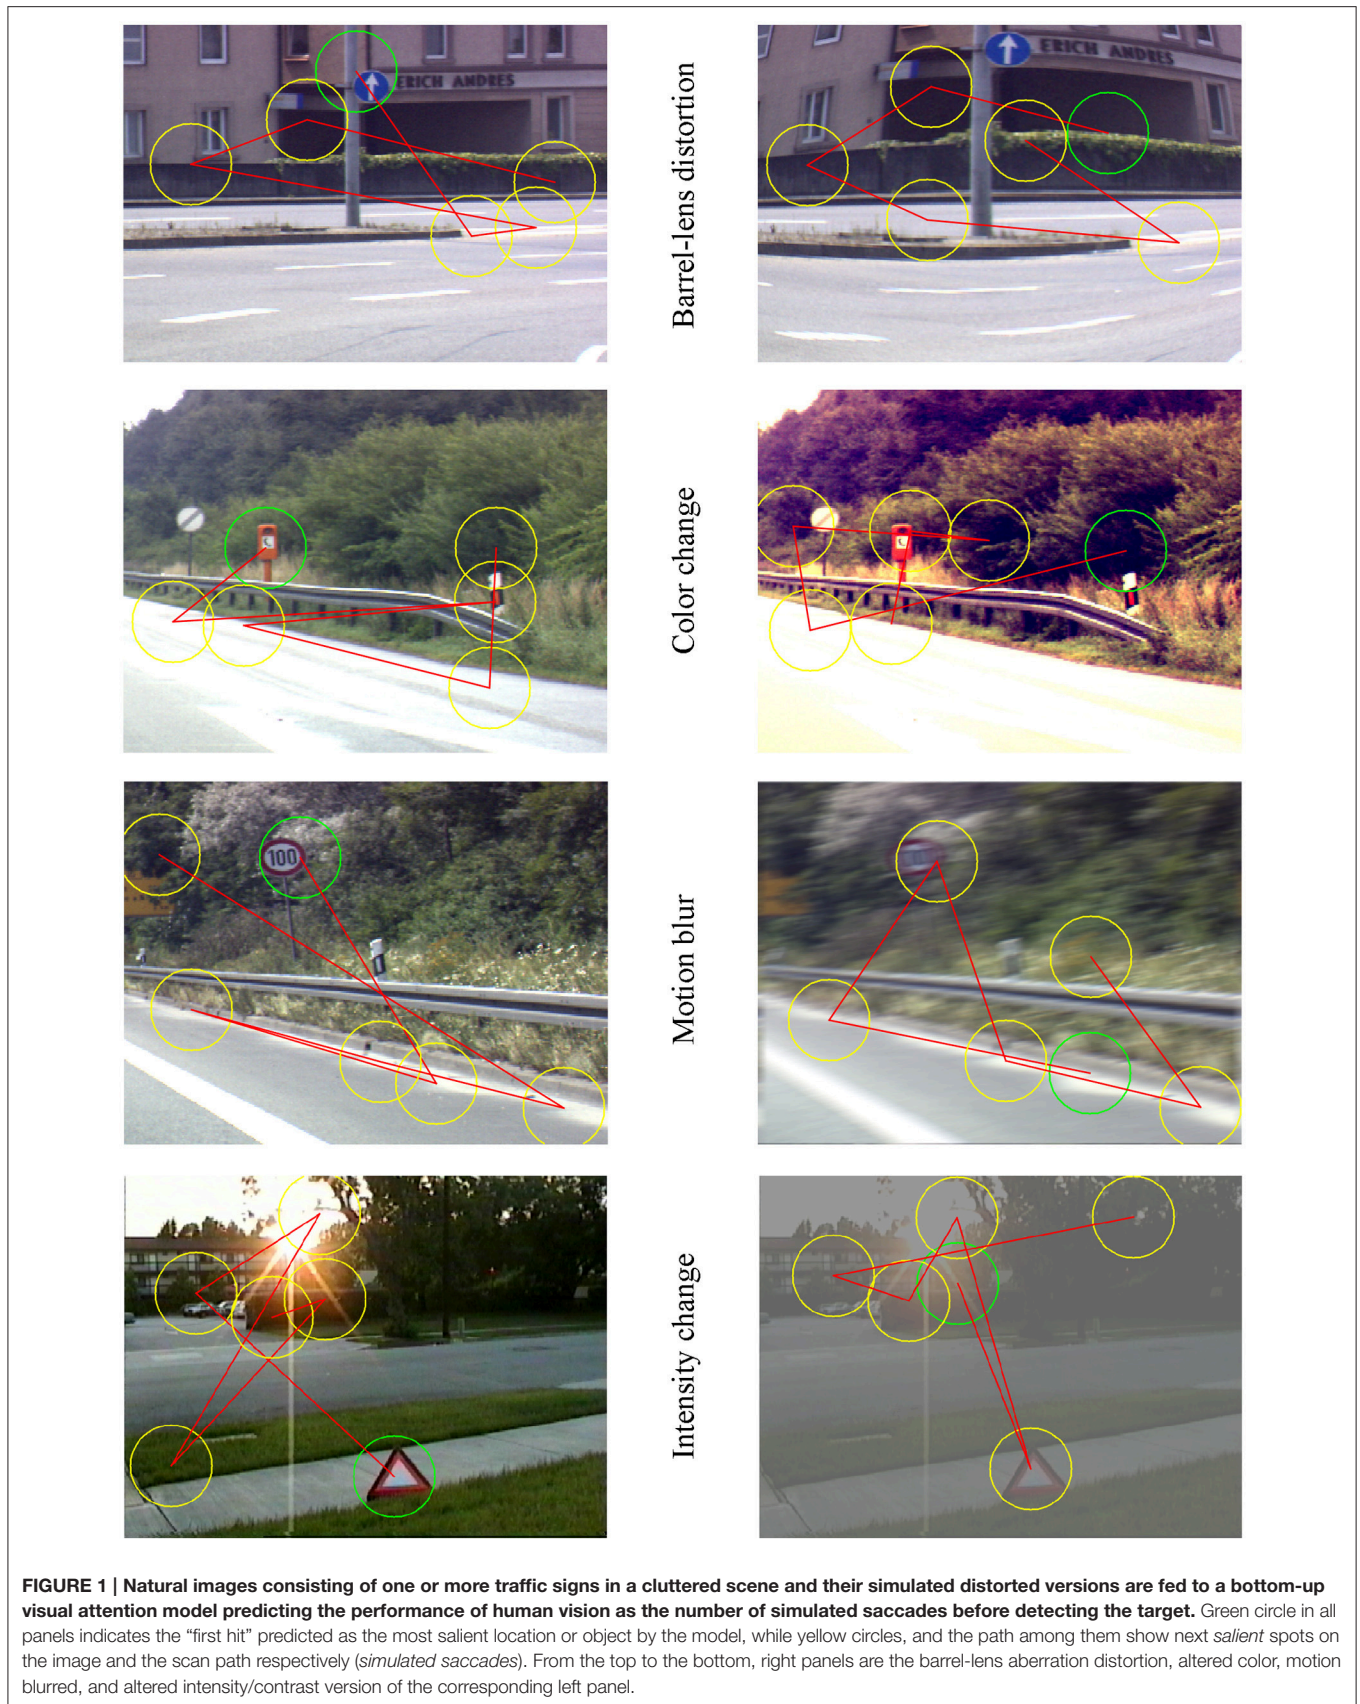 ERICH ANDRES
Barrel-lens distortion
ERICH ANDRES
Color change
100
Motion blur
Intensity change
FIGURE 1 | Natural images consisting of one or more traffic signs in a cluttered scene and their simulated distorted versions are fed to a bottom-up
visual attention model predicting the performance of human vision as the number of simulated saccades before detecting the target. Green circle in all
panels indicates the “first hit” predicted as the most salient location or object by the model, while yellow circles, and the path among them show next salient spots on
the image and the scan path respectively (simulated saccades). From the top to the bottom, right panels are the barrel-lens aberration distortion, altered color, motion
blurred, and altered intensity/contrast version of the corresponding left panel.